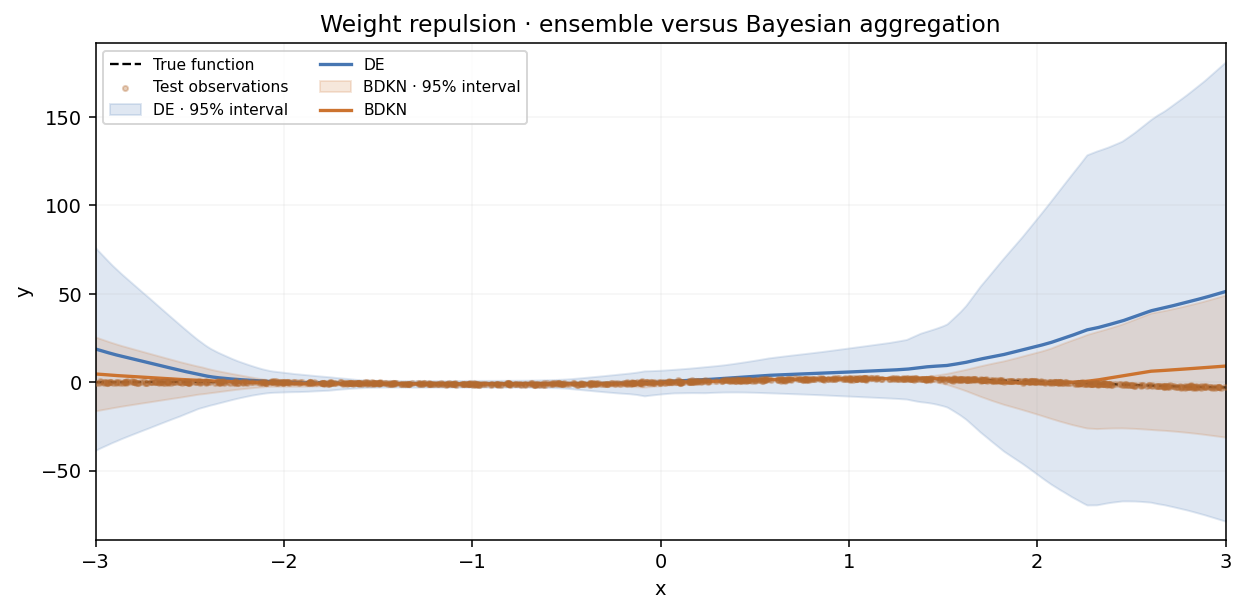 Weight repulsion · ensemble versus Bayesian aggregation
True function
Test observations
DE · 95% interval
DE
BDKN · 95% interval
BDKN
150
100
50
0
−50
y
−3
−2
−1
0
1
2
3
x